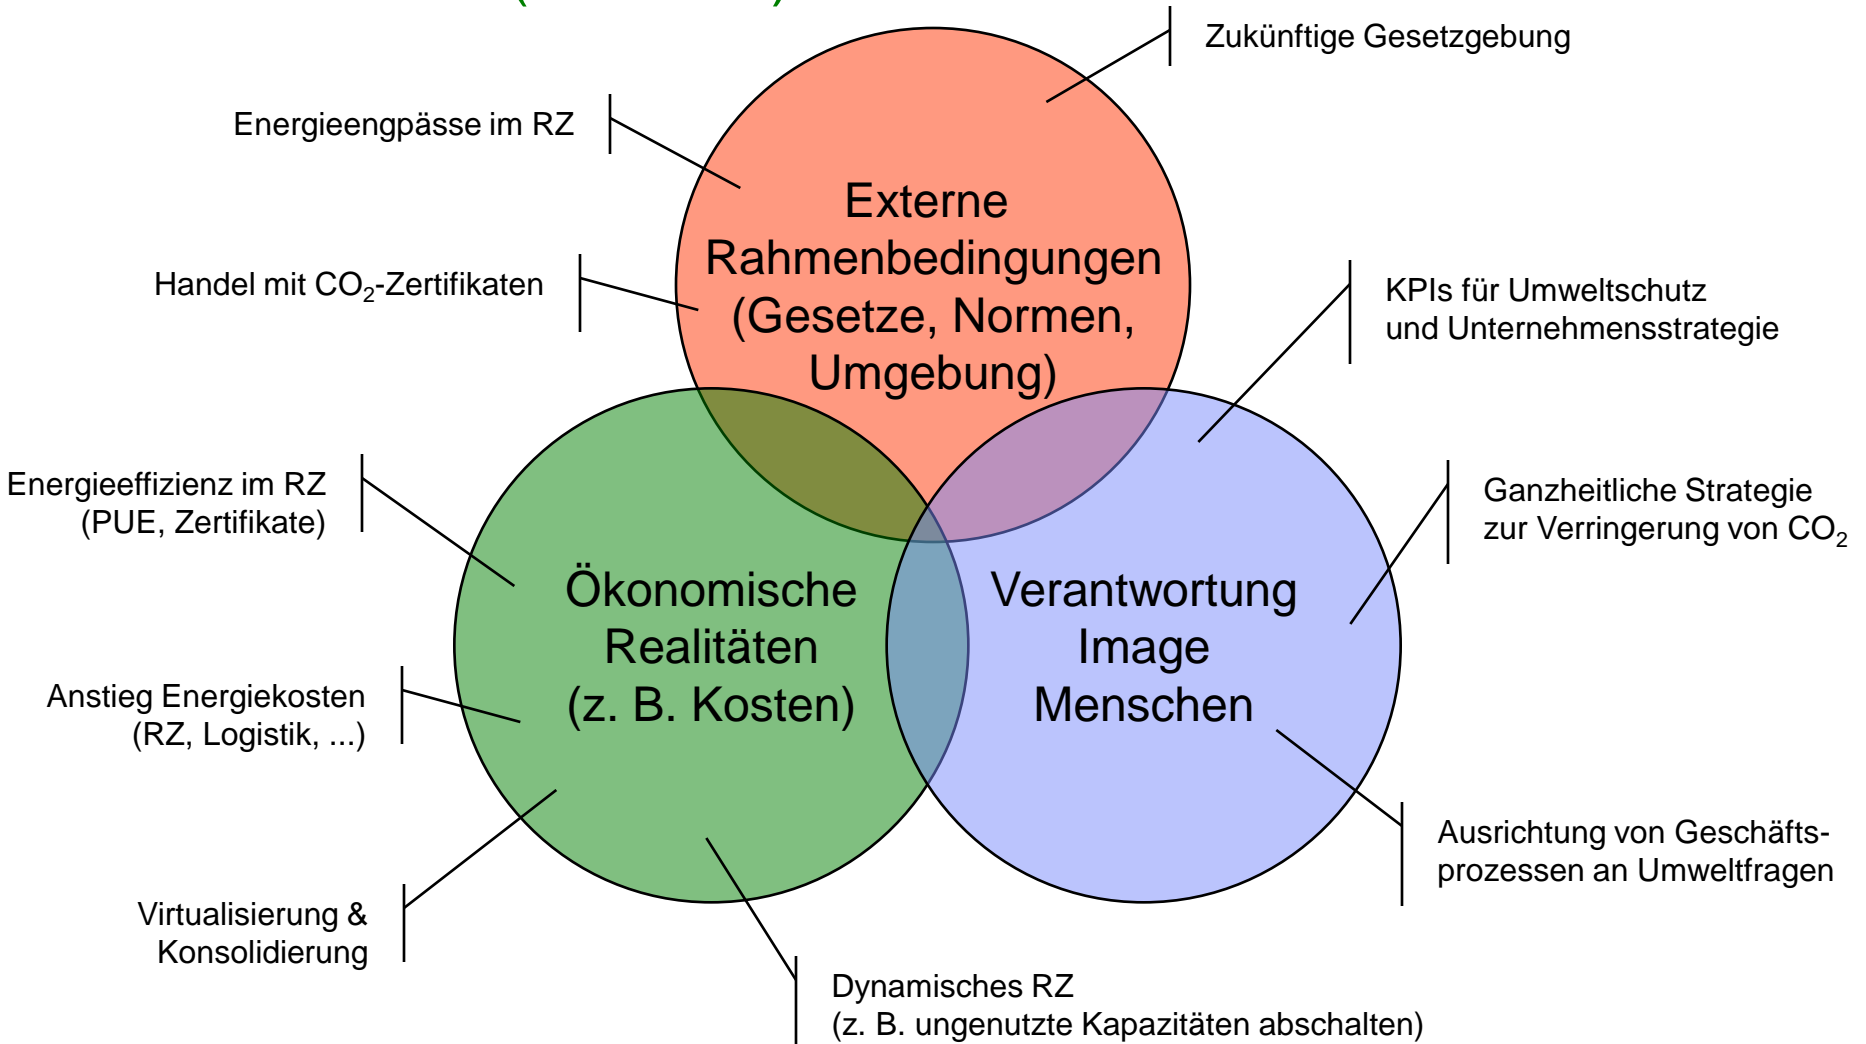 Zukünftige Gesetzgebung
Energieengpässe im RZ
Externe
Rahmenbedingungen
(Gesetze, Normen,
Umgebung)
Handel mit CO₂-Zertifikaten
KPIs für Umweltschutz
und Unternehmensstrategie
Energieeffizienz im RZ
(PUE, Zertifikate)
Ganzheitliche Strategie
zur Verringerung von CO₂
Ökonomische
Realitäten
(z. B. Kosten)
Verantwortung
Image
Menschen
Anstieg Energiekosten
(RZ, Logistik, ...)
Ausrichtung von Geschäfts-
prozessen an Umweltfragen
Virtualisierung &
Konsolidierung
Dynamisches RZ
(z. B. ungenutzte Kapazitäten abschalten)